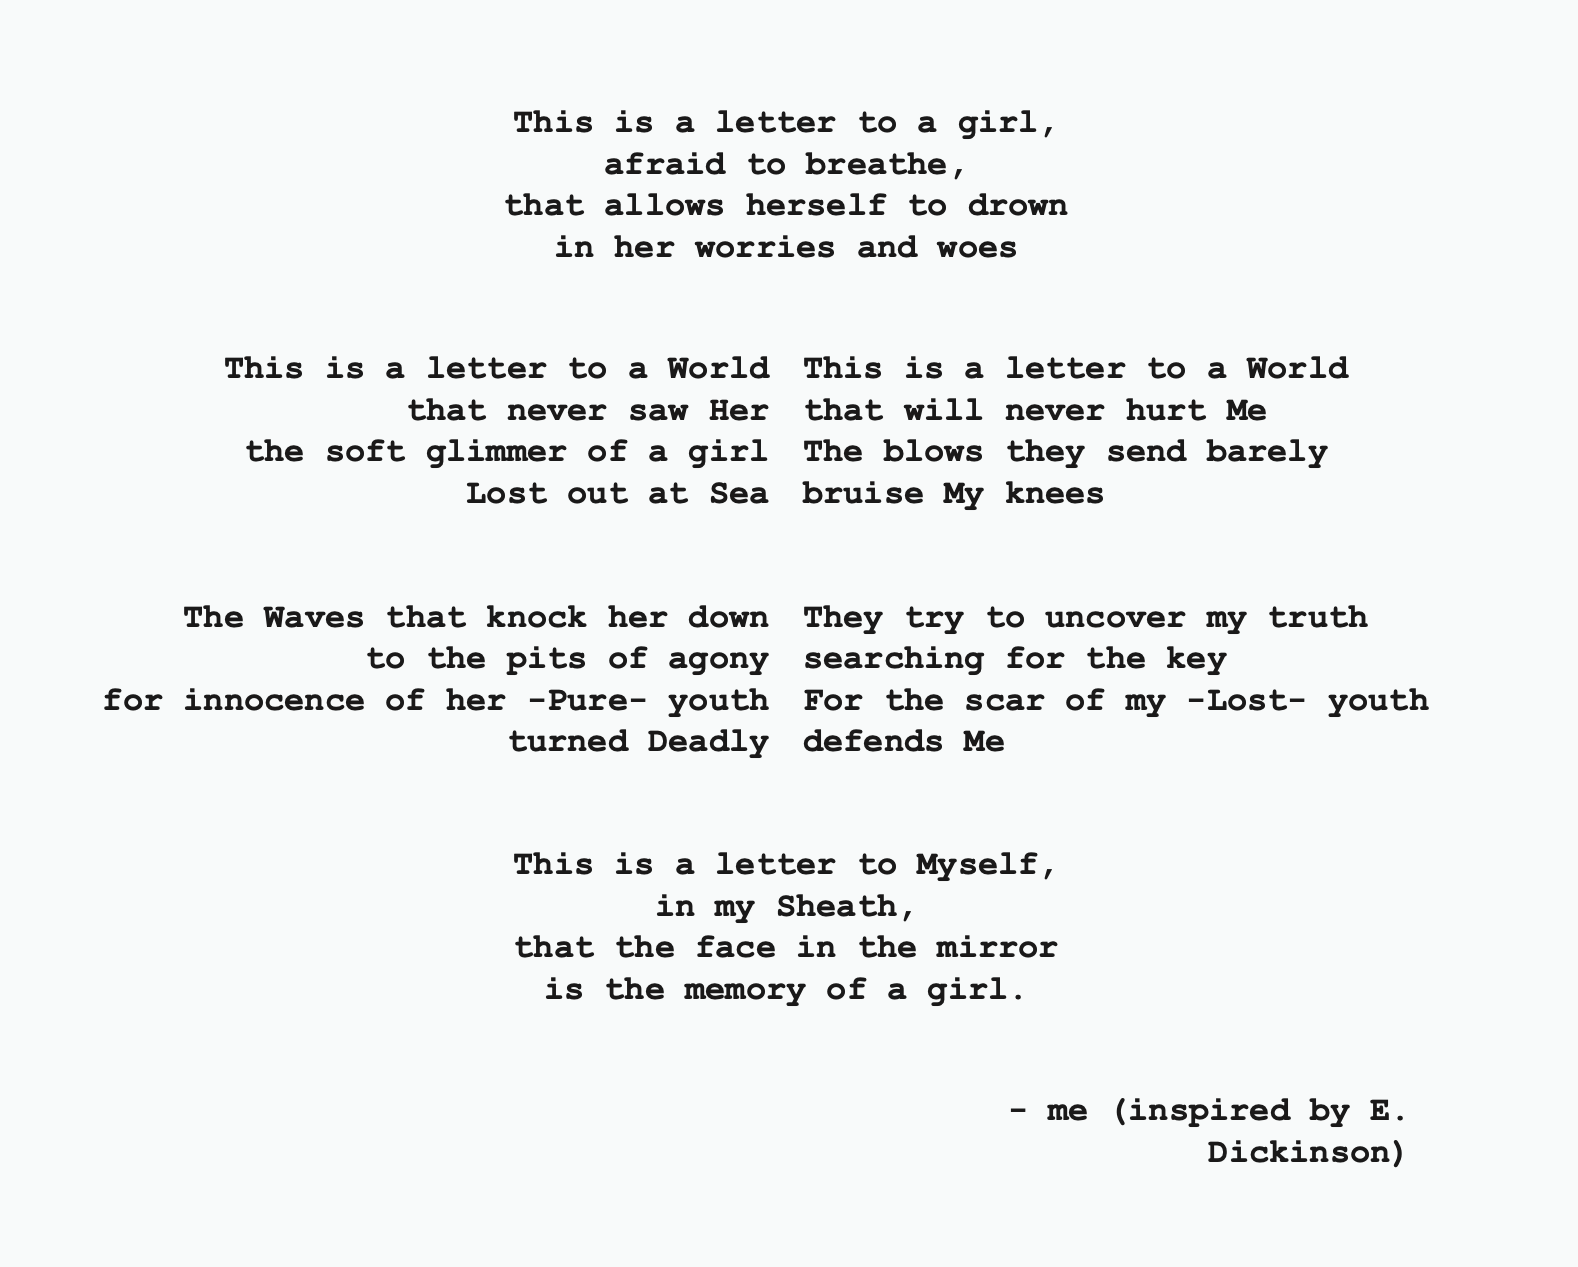 This is a letter to a girl,
afraid to breathe,
that allows herself to drown
in her worries and woes
This is a letter to a World
that never saw Her
the soft glimmer of a girl
Lost out at Sea
This is a letter to a World
that will never hurt Me
The blows they send barely
bruise My knees
The Waves that knock her down
to the pits of agony
for innocence of her -Pure- youth
turned Deadly
They try to uncover my truth
searching for the key
For the scar of my -Lost- youth
defends Me
This is a letter to Myself,
in my Sheath,
that the face in the mirror
is the memory of a girl.
- me (inspired by E.
Dickinson)